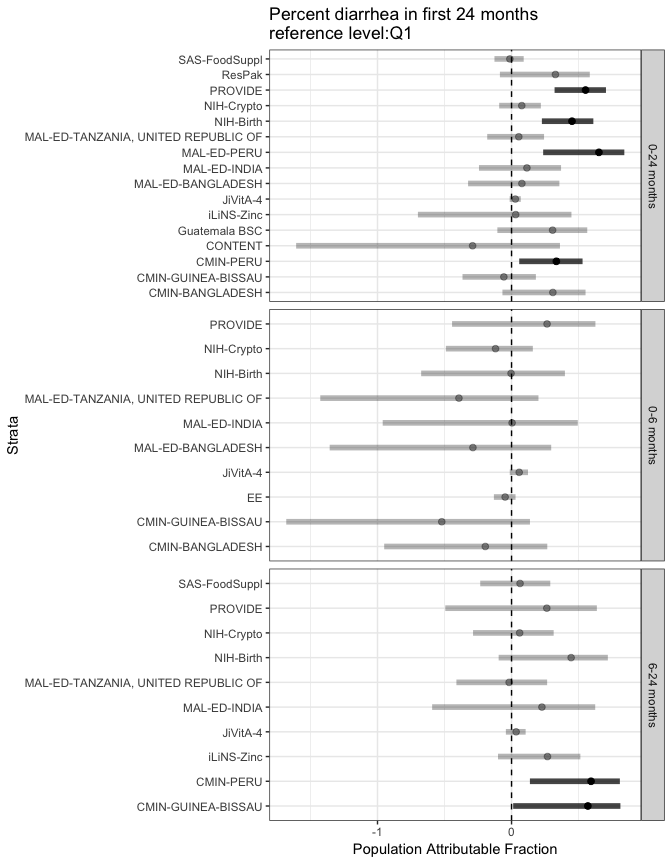 Percent diarrhea in first 24 months
reference level:Q1
SAS-FoodSuppl
ResPak
PROVIDE
NIH-Crypto
NIH-Birth
MAL-ED-TANZANIA, UNITED REPUBLIC OF
MAL-ED-PERU
MAL-ED-INDIA
MAL-ED-BANGLADESH
JiVitA-4
iLiNS-Zinc
Guatemala BSC
CONTENT
CMIN-PERU
CMIN-GUINEA-BISSAU
CMIN-BANGLADESH
0-24 months
PROVIDE
NIH-Crypto
NIH-Birth
MAL-ED-TANZANIA, UNITED REPUBLIC OF
MAL-ED-INDIA
MAL-ED-BANGLADESH
JiVitA-4
EE
CMIN-GUINEA-BISSAU
CMIN-BANGLADESH
0-6 months
SAS-FoodSuppl
PROVIDE
NIH-Crypto
NIH-Birth
MAL-ED-TANZANIA, UNITED REPUBLIC OF
MAL-ED-INDIA
JiVitA-4
iLiNS-Zinc
CMIN-PERU
CMIN-GUINEA-BISSAU
6-24 months
Strata
-1 0
Population Attributable Fraction